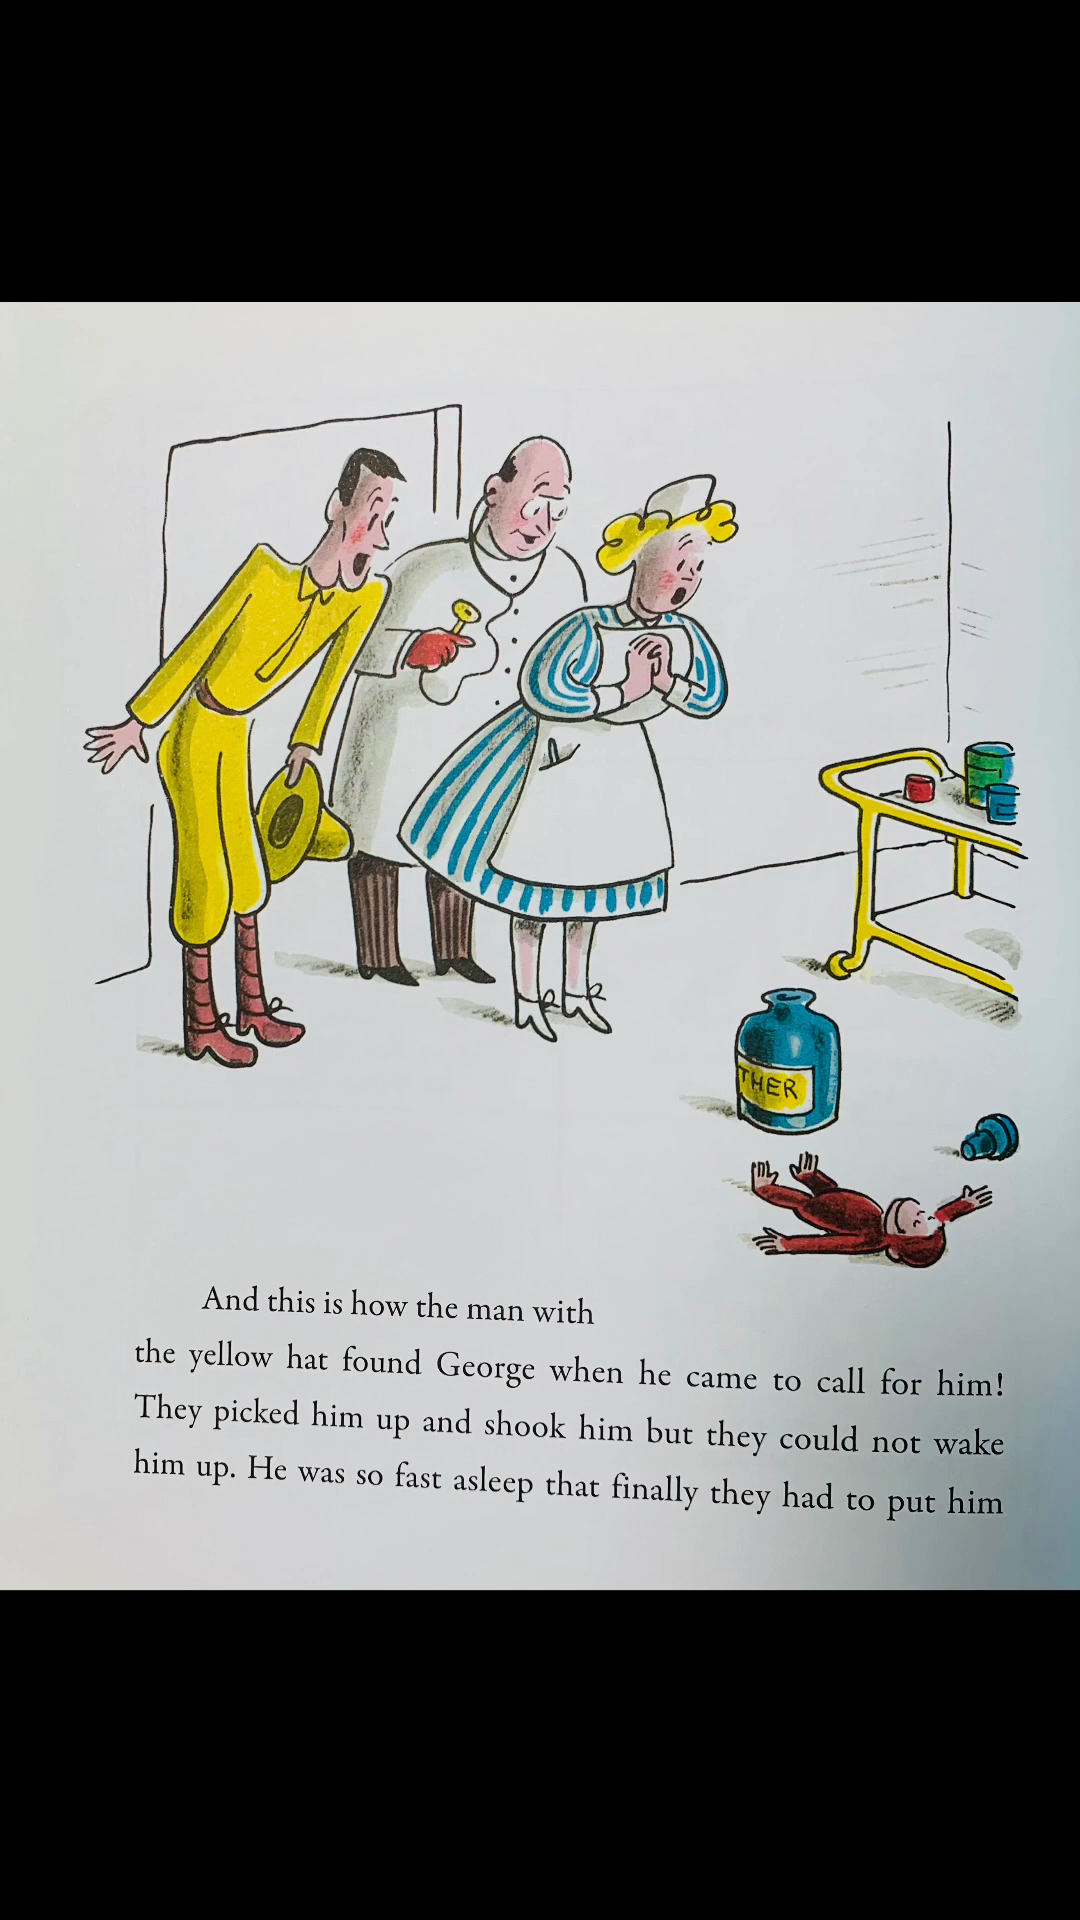 THER
And this is how the man with
the yellow hat found George when he came to call for him!
They picked him up and shook him but they could not wake
him up. He was so fast asleep that finally they had to put him